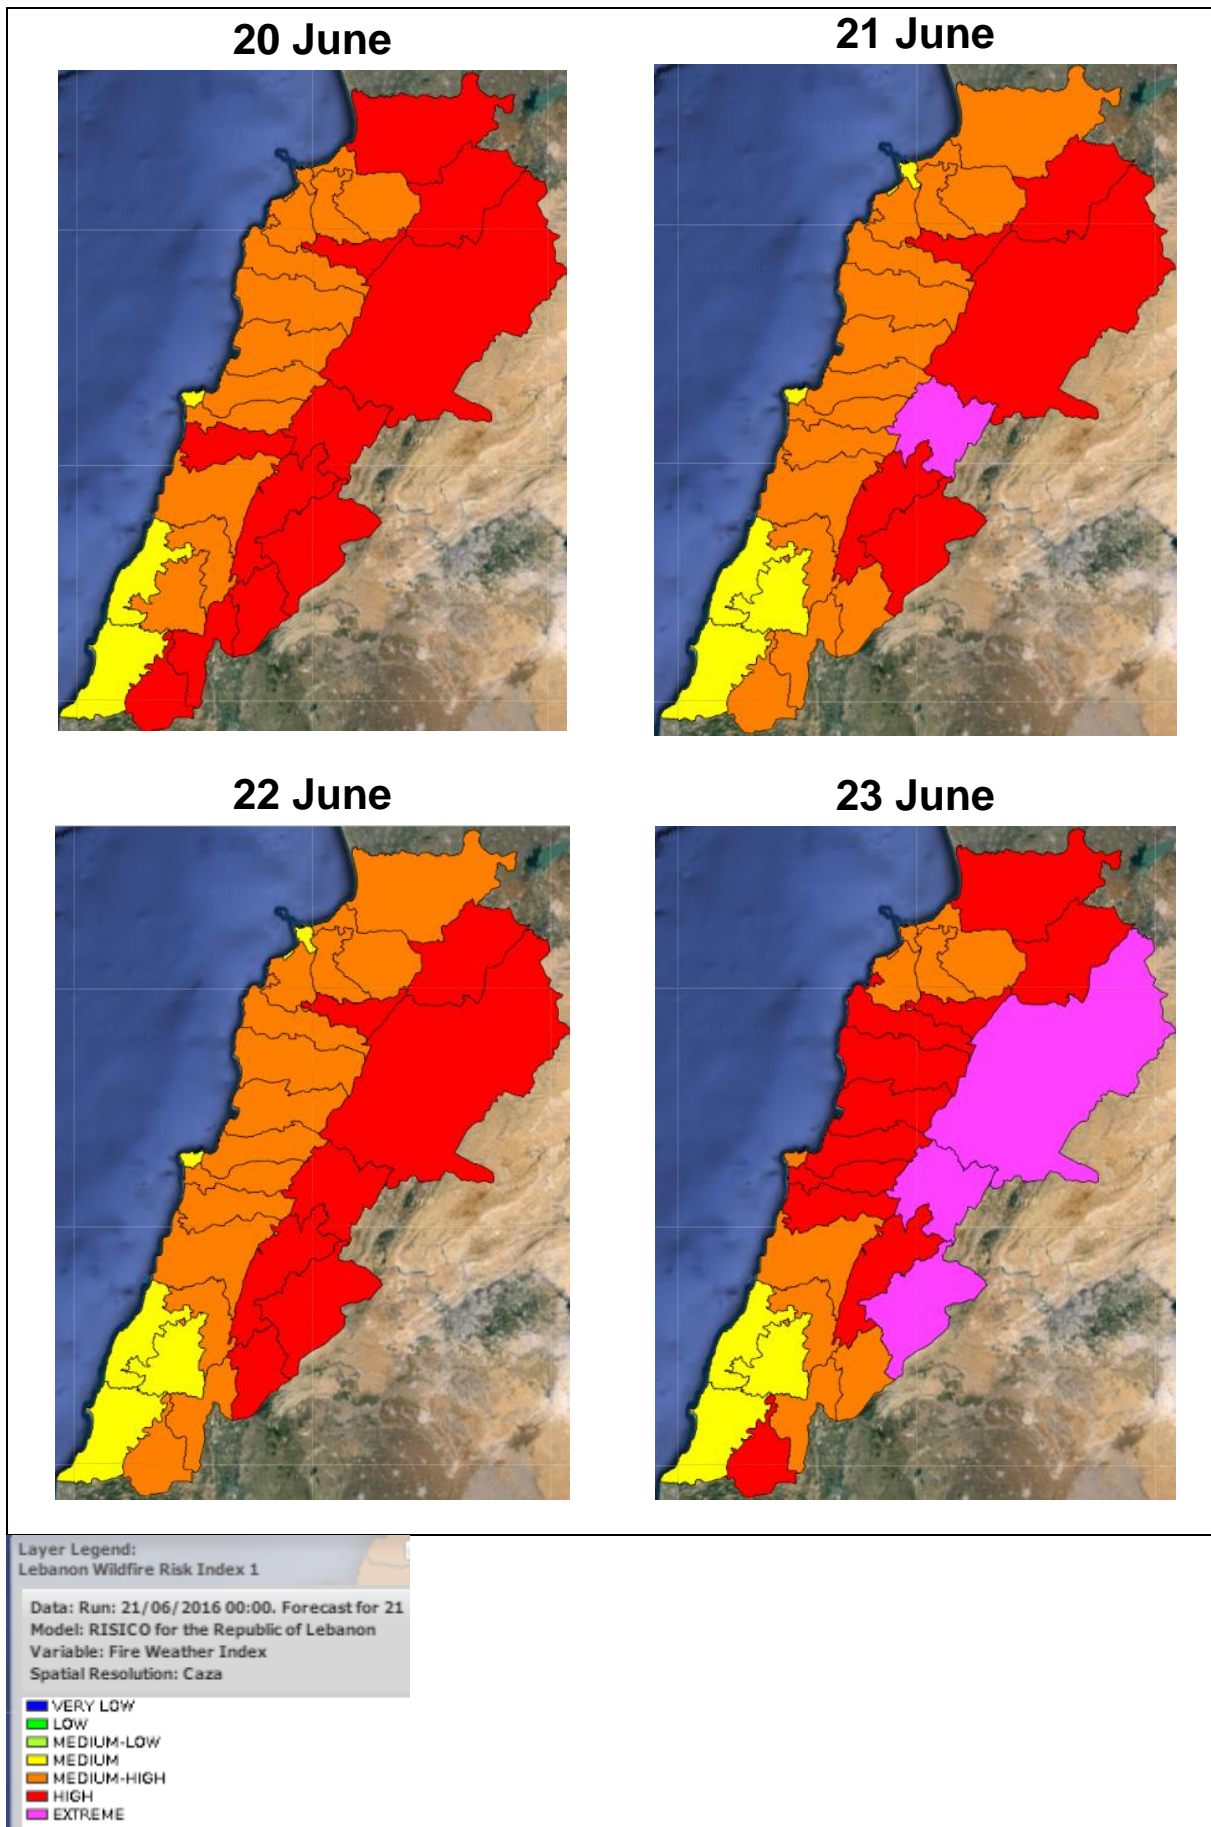 20 June
21 June
22 June
23 June
Layer Legend:
Lebanon Wildfire Risk Index 1
Data: Run: 21/06/2016 00:00. Forecast for 21
Model: RISICO for the Republic of Lebanon
Variable: Fire Weather Index
Spatial Resolution: Caza
VERY LOW
LOW
MEDIUM-LOW
MEDIUM
MEDIUM-HIGH
HIGH
EXTREME